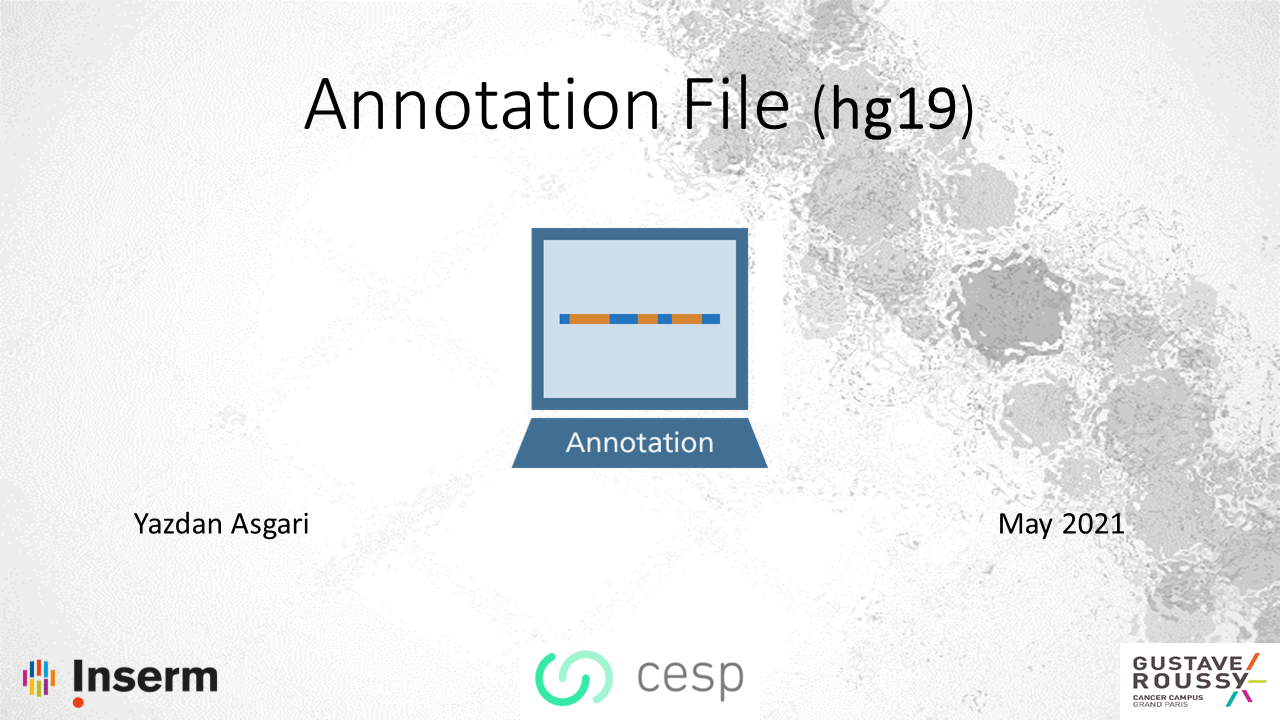 Annotation File (hg19)
Annotation
Yazdan Asgari
May 2021
Inserm
cesp
GUSTAVE
ROUSSY
CANCER CAMPUS
GRAND PARIS